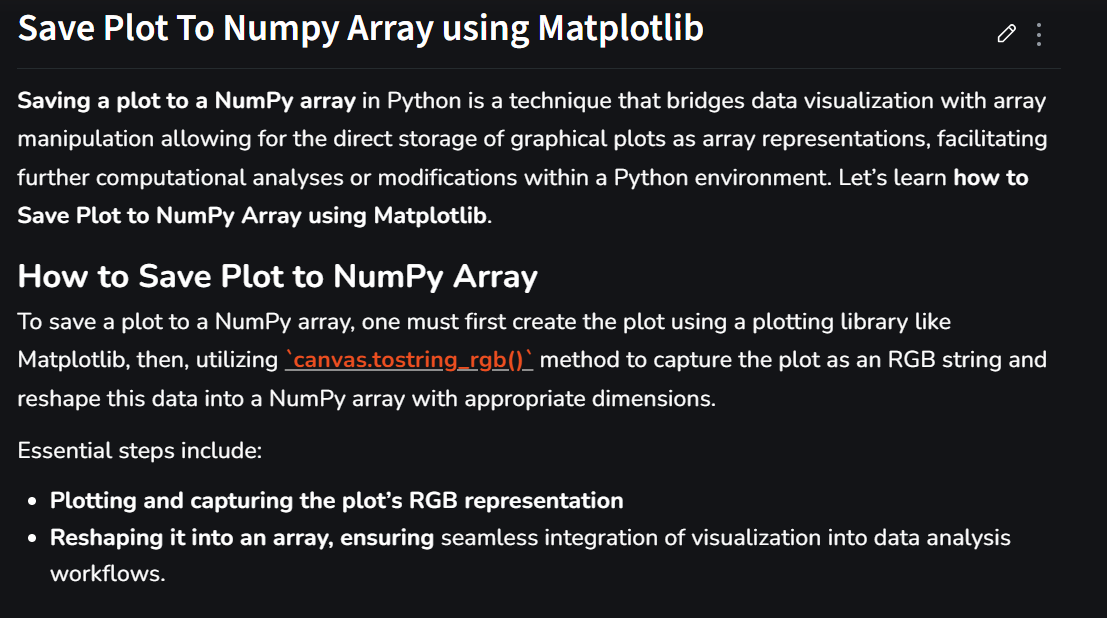 Save Plot To Numpy Array using Matplotlib
Saving a plot to a NumPy array in Python is a technique that bridges data visualization with array
manipulation allowing for the direct storage of graphical plots as array representations, facilitating
further computational analyses or modifications within a Python environment. Let’s learn how to
Save Plot to NumPy Array using Matplotlib.
How to Save Plot to NumPy Array
To save a plot to a NumPy array, one must first create the plot using a plotting library like
Matplotlib, then, utilizing `canvas.tostring_rgb()` method to capture the plot as an RGB string and
reshape this data into a NumPy array with appropriate dimensions.
Essential steps include:
• Plotting and capturing the plot’s RGB representation
• Reshaping it into an array, ensuring seamless integration of visualization into data analysis
workflows.